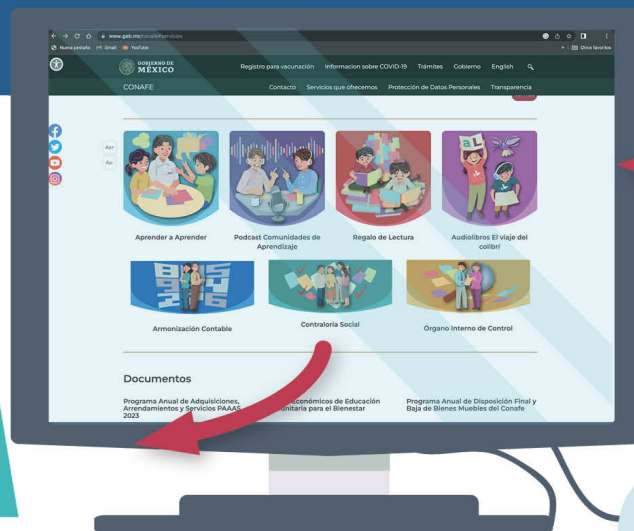 www.gob.mx/conafe#servicios
Nueva pestaña Gmail YouTube Otros favoritos
GOBIERNO DE
MÉXICO
Registro para vacunación Informacion sobre COVID-19 Trámites Gobierno English
CONAFE Contacto Servicios que ofrecemos Protección de Datos Personales Transparencia
Aa+
Aa-
Aprender a Aprender
Podcast Comunidades de
Aprendizaje
Regalo de Lectura
Audiolibros El viaje del
colibrí
Armonización Contable
Contraloría Social
Órgano Interno de Control
Documentos
Programa Anual de Adquisiciones,
Arrendamientos y Servicios PAAAS
2023
Económicos de Educación
para el Bienestar
Programa Anual de Disposición Final y
Baja de Bienes Muebles del Conafe